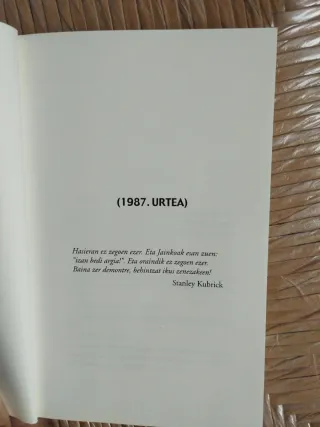 (1987. URTEA)
Hasieran ez zegoen ezer. Eta Jainkoak esan zuen:
"izan bedi argia!". Eta oraindik ez zegoen ezer.
Baina zer demontre, behintzat ikus zenezakeen!
Stanley Kubrick